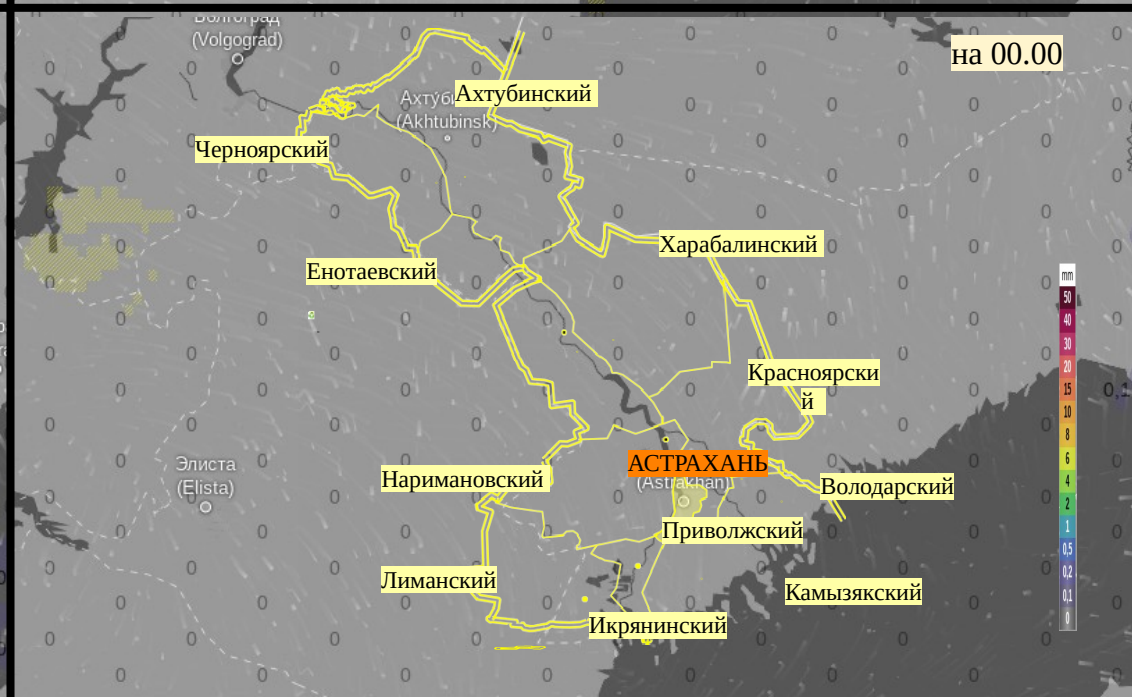 Волгоград
(Volgograd)
на 00.00
Ахтубинский
(Akhtubinsk)
Черноярский
Харабалинский
Енотаевский
mm
50
40
30
20
15
10
8
6
4
2
1
0,5
0,2
0,1
0
Красноярски
й
0,1
АСТРАХАНЬ
(Astrakhan)
Элиста
(Elista)
Наримановский
Володарский
Приволжский
Лиманский
Камызякский
Икрянинский